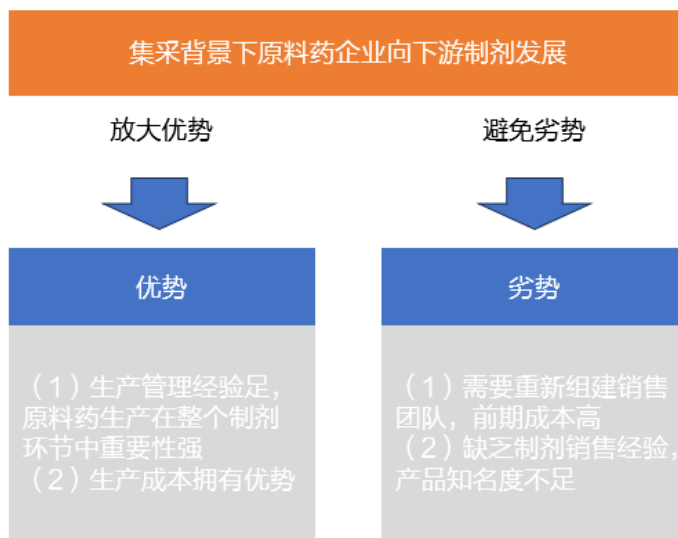 集采背景下原料药企业向下游制剂发展
放大优势
避免劣势
优势
（1）生产管理经验足，
原料药生产在整个制剂
环节中重要性强
（2）生产成本拥有优势
劣势
（1）需要重新组建销售
团队，前期成本高
（2）缺乏制剂销售经验，
产品知名度不足